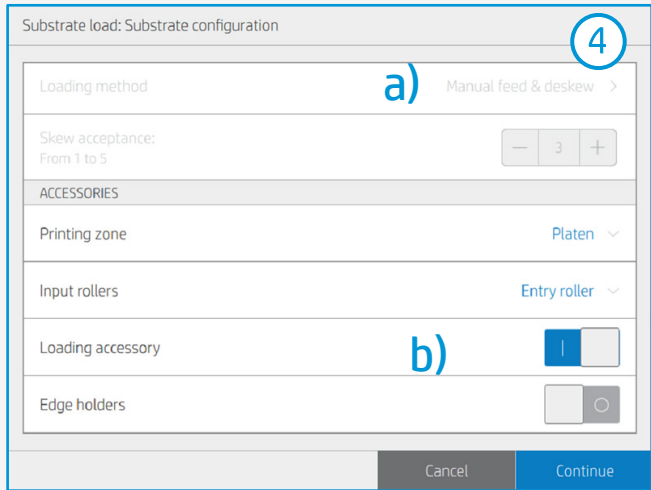 Substrate load: Substrate configuration
4
Loading method a) Manual feed & deskew >
Skew acceptance:
From 1 to 5
− 3 +
ACCESSORIES
Printing zone Platen
Input rollers Entry roller
Loading accessory b) |
Edge holders O
Cancel Continue